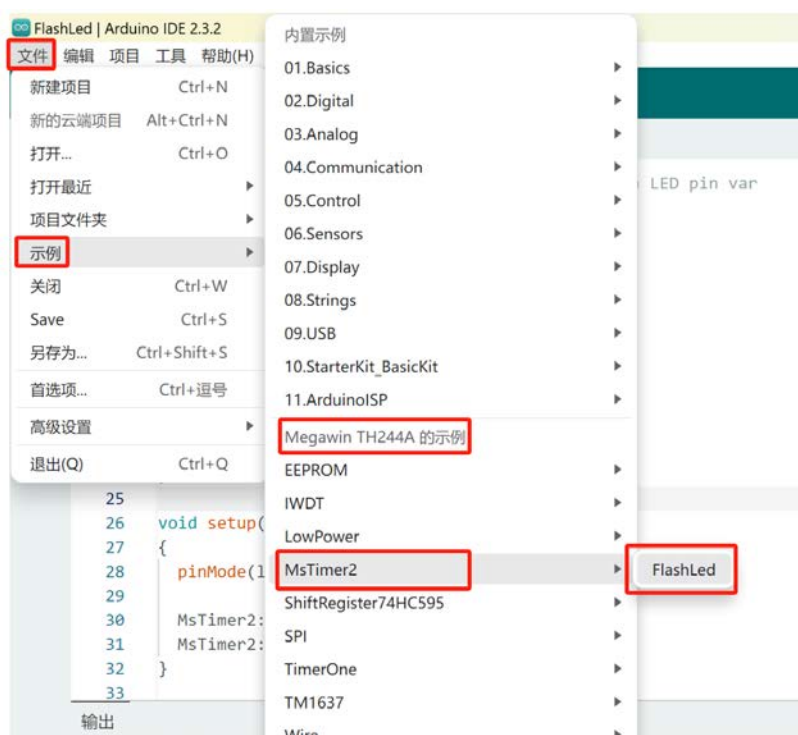 FlashLed | Arduino IDE 2.3.2
文件 编辑 项目 工具 帮助(H)
新建项目 Ctrl+N
新的云端项目 Alt+Ctrl+N
打开... Ctrl+O
打开最近
项目文件夹
示例
关闭 Ctrl+W
Save Ctrl+S
另存为... Ctrl+Shift+S
首选项... Ctrl+逗号
高级设置
退出(Q) Ctrl+Q
内置示例
01.Basics
02.Digital
03.Analog
04.Communication
05.Control
06.Sensors
07.Display
08.Strings
09.USB
10.StarterKit_BasicKit
11.ArduinoISP
Megawin TH244A 的示例
EEPROM
IWDT
LowPower
MsTimer2
ShiftRegister74HC595
SPI
TimerOne
TM1637
Wire
FlashLed
LED pin var
25
26 void setup(
27 {
28 pinMode(l
29
30 MsTimer2:
31 MsTimer2:
32 }
33
输出